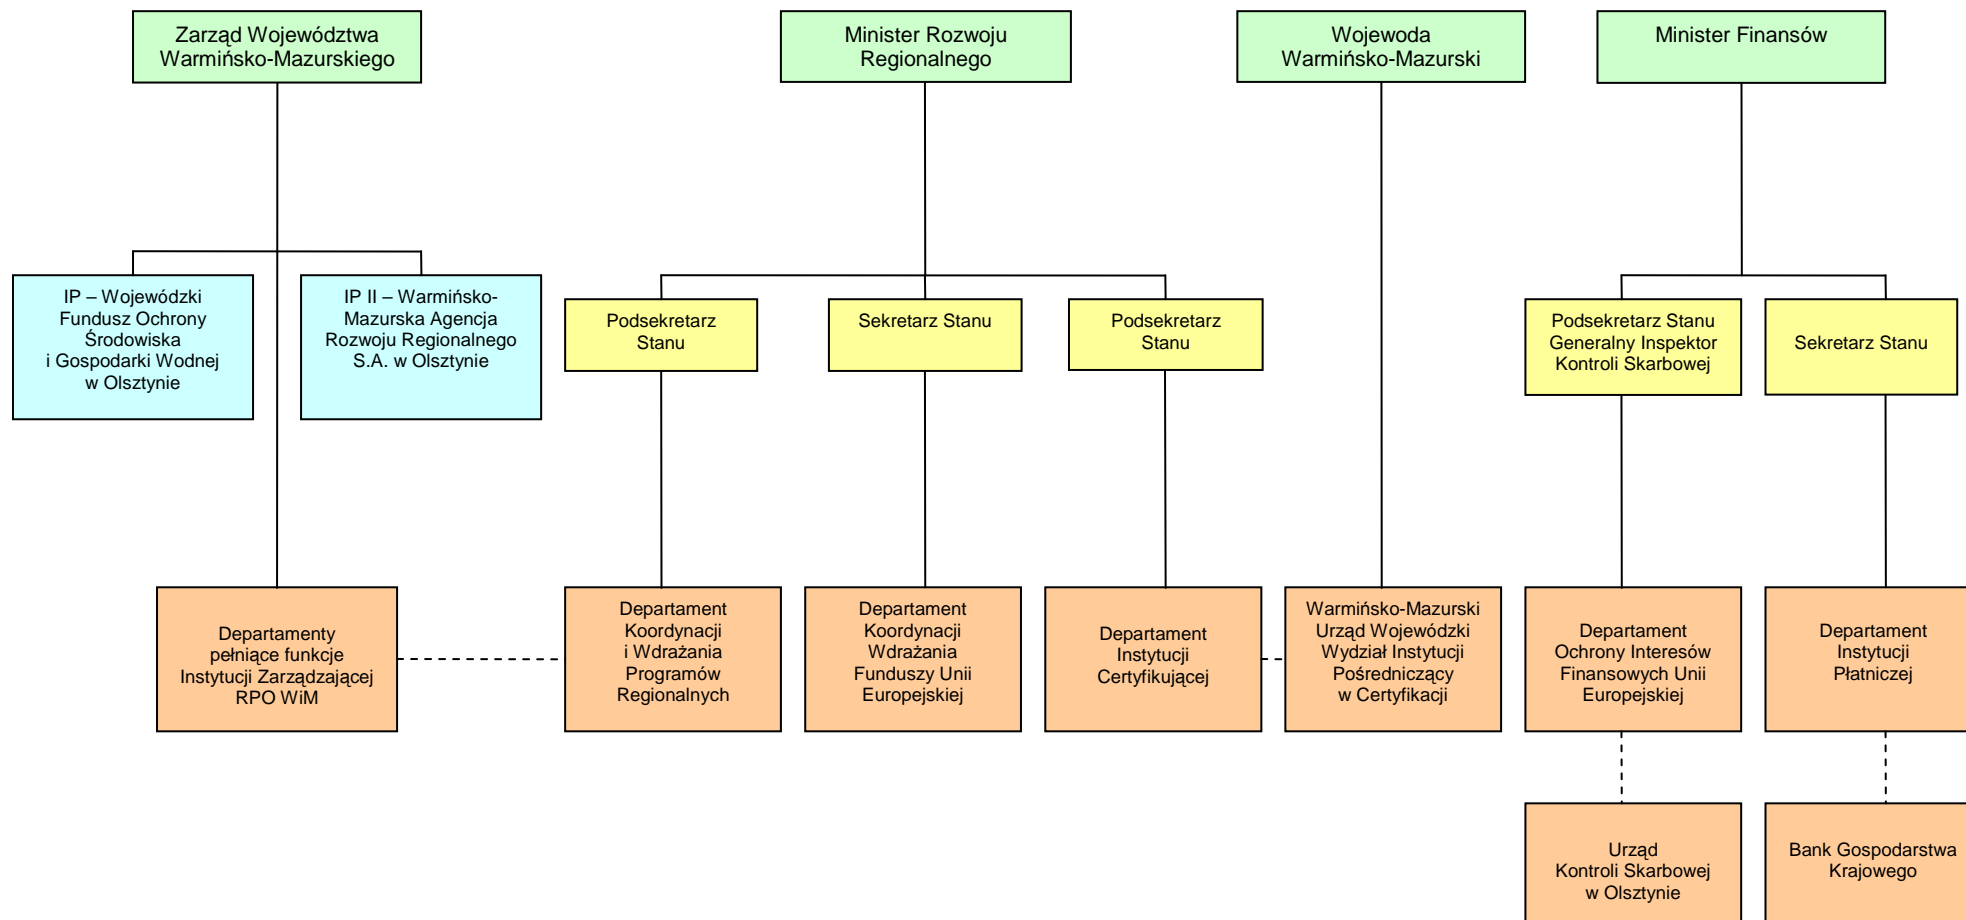 Zarząd Województwa
Warmińsko-Mazurskiego
Minister Rozwoju
Regionalnego
Wojewoda
Warmińsko-Mazurski
Minister Finansów
IP – Wojewódzki
Fundusz Ochrony
Środowiska
i Gospodarki Wodnej
w Olsztynie
IP II – Warmińsko-
Mazurska Agencja
Rozwoju Regionalnego
S.A. w Olsztynie
Podsekretarz
Stanu
Sekretarz Stanu
Podsekretarz
Stanu
Podsekretarz Stanu
Generalny Inspektor
Kontroli Skarbowej
Sekretarz Stanu
Departamenty
pełniące funkcje
Instytucji Zarządzającej
RPO WiM
Departament
Koordynacji
i Wdrażania
Programów
Regionalnych
Departament
Koordynacji
Wdrażania
Funduszy Unii
Europejskiej
Departament
Instytucji
Certyfikującej
Warmińsko-Mazurski
Urząd Wojewódzki
Wydział Instytucji
Pośredniczący
w Certyfikacji
Departament
Ochrony Interesów
Finansowych Unii
Europejskiej
Departament
Instytucji
Płatniczej
Urząd
Kontroli Skarbowej
w Olsztynie
Bank Gospodarstwa
Krajowego